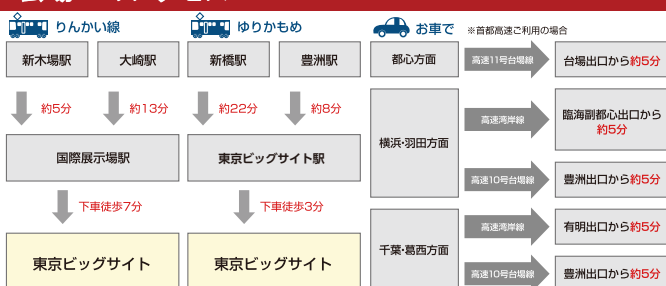 りんかい線
新木場駅
大崎駅
約5分
約13分
国際展示場駅
下車徒歩7分
東京ビッグサイト
ゆりかもめ
新橋駅
豊洲駅
約22分
約8分
東京ビッグサイト駅
下車徒歩3分
東京ビッグサイト
お車で
※首都高速ご利用の場合
都心方面
高速11号台場線
台場出口から約5分
横浜・羽田方面
高速湾岸線
臨海副都心出口から
約5分
高速10号台場線
豊洲出口から約5分
千葉・葛西方面
高速湾岸線
有明出口から約5分
高速10号台場線
豊洲出口から約5分